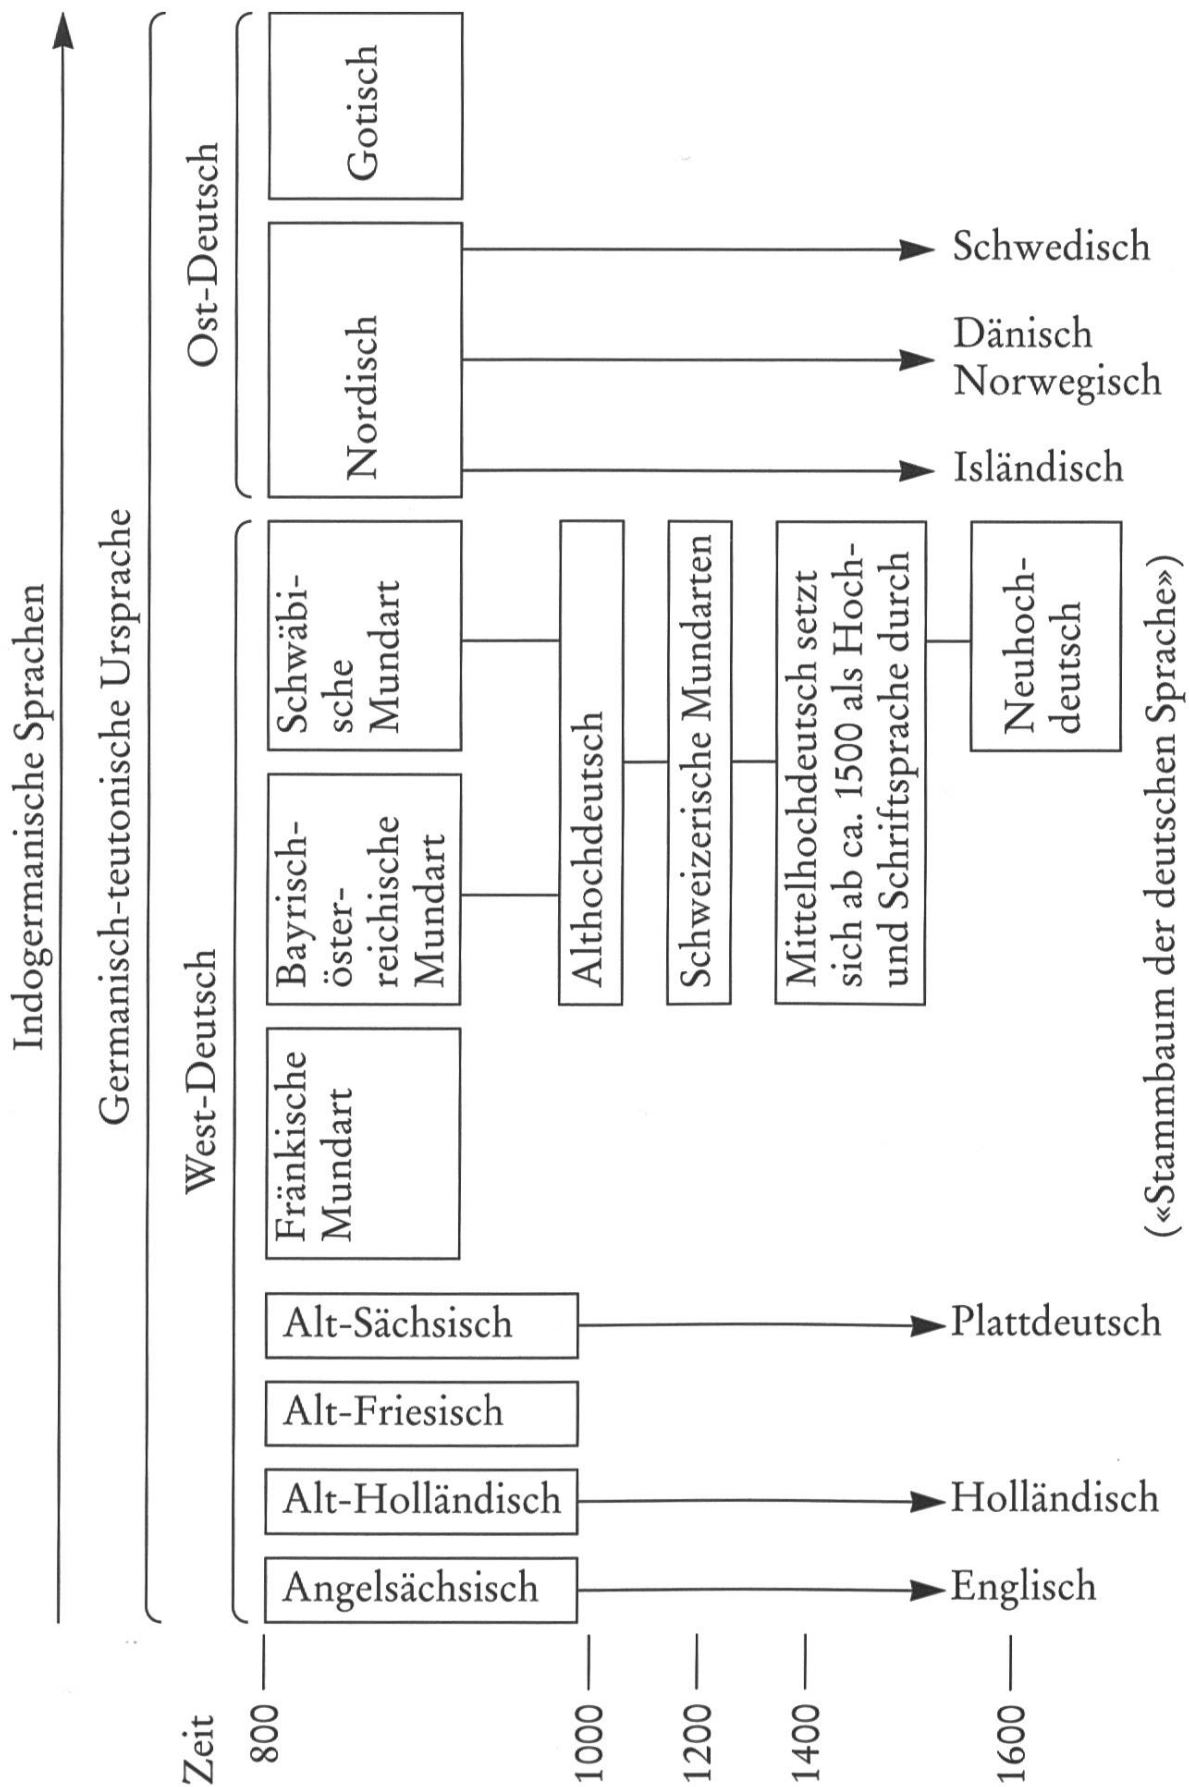 Indogermanische Sprachen
Germanisch-teutonische Ursprache
West-Deutsch
Ost-Deutsch
Zeit
800
1000
1200
1400
1600
Angelsächsisch
Alt-Holländisch
Alt-Friesisch
Alt-Sächsisch
Fränkische
Mundart
Bayrisch-
öster-
reichische
Mundart
Schwäbi-
sche
Mundart
Nordisch
Gotisch
Althochdeutsch
Schweizerische Mundarten
Mittelhochdeutsch setzt
sich ab ca. 1500 als Hoch-
und Schriftsprache durch
Neuhoch-
deutsch
Englisch
Holländisch
Plattdeutsch
Isländisch
Dänisch
Norwegisch
Schwedisch
(«Stammbaum der deutschen Sprache»)